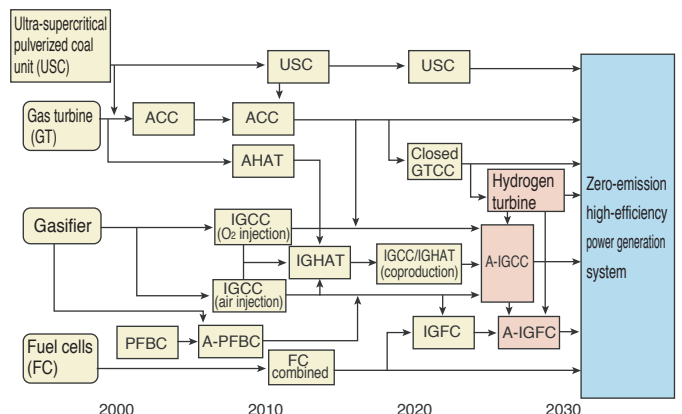 Ultra-supercritical
pulverized coal
unit (USC)
USC
USC
Gas turbine
(GT)
ACC
ACC
AHAT
Closed
GTCC
Hydrogen
turbine
Zero-emission
high-efficiency
power generation
system
Gasifier
IGCC
(O2 injection)
IGHAT
IGCC/IGHAT
(coproduction)
A-IGCC
IGCC
(air injection)
PFBC
A-PFBC
IGFC
A-IGFC
Fuel cells
(FC)
FC
combined
2000
2010
2020
2030